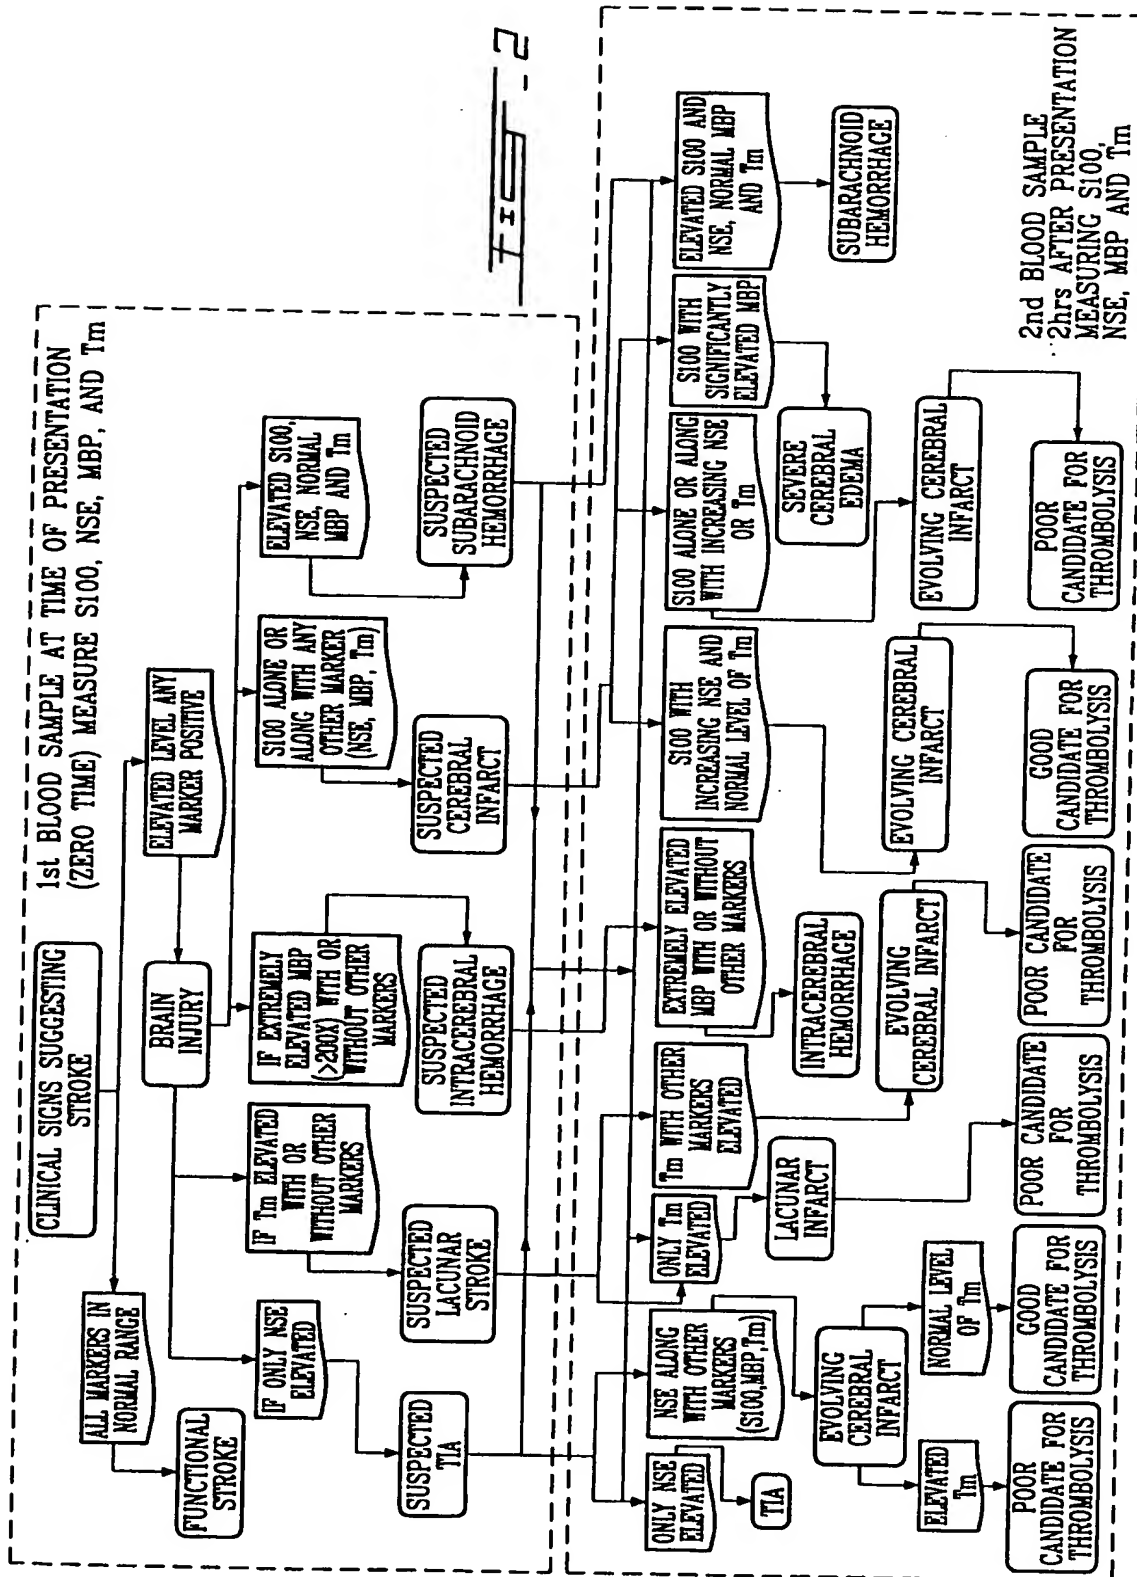 1st BLOOD SAMPLE AT TIME OF PRESENTATION
(ZERO TIME) MEASURE S100, NSE, MBP, AND Tm
CLINICAL SIGNS SUGGESTING
STROKE
ALL MARKERS IN
NORMAL RANGE
ELEVATED LEVEL ANY
MARKER POSITIVE
FUNCTIONAL
STROKE
BRAIN
INJURY
IF ONLY NSE
ELEVATED
IF Tm ELEVATED
WITH OR
WITHOUT OTHER
MARKERS
IF EXTREMELY
ELEVATED MBP
(>200X) WITH OR
WITHOUT OTHER
MARKERS
S100 ALONE OR
ALONG WITH ANY
OTHER MARKER
(NSE, MBP, Tm)
ELEVATED S100,
NSE, NORMAL
MBP AND Tm
SUSPECTED
TIA
SUSPECTED
LACUNAR
STROKE
SUSPECTED
INTRACEREBRAL
HEMORRHAGE
SUSPECTED
CEREBRAL
INFARCT
SUSPECTED
SUBARACHNOID
HEMORRHAGE
FIG - 2
ONLY NSE
ELEVATED
NSE ALONG
WITH OTHER
MARKERS
(S100,MBP,Tm)
ONLY Tm
ELEVATED
Tm WITH OTHER
MARKERS
ELEVATED
EXTREMELY ELEVATED
MBP WITH OR WITHOUT
OTHER MARKERS
S100 WITH
INCREASING NSE AND
NORMAL LEVEL OF Tm
S100 ALONE OR ALONG
WITH INCREASING NSE
OR Tm
S100 WITH
SIGNIFICANTLY
ELEVATED MBP
ELEVATED S100 AND
NSE, NORMAL MBP
AND Tm
TIA
EVOLVING
CEREBRAL
INFARCT
LACUNAR
INFARCT
INTRACEREBRAL
HEMORRHAGE
SEVERE
CEREBRAL
EDEMA
SUBARACHNOID
HEMORRHAGE
ELEVATED
Tm
NORMAL LEVEL
OF Tm
EVOLVING
CEREBRAL INFARCT
EVOLVING CEREBRAL
INFARCT
EVOLVING CEREBRAL
INFARCT
POOR
CANDIDATE FOR
THROMBOLYSIS
GOOD
CANDIDATE FOR
THROMBOLYSIS
POOR CANDIDATE
FOR
THROMBOLYSIS
POOR CANDIDATE
FOR
THROMBOLYSIS
GOOD
CANDIDATE FOR
THROMBOLYSIS
POOR
CANDIDATE FOR
THROMBOLYSIS
2nd BLOOD SAMPLE
2hrs AFTER PRESENTATION
MEASURING S100,
NSE, MBP AND Tm